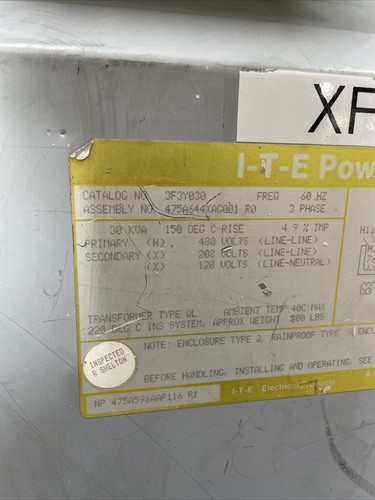 XF
I-T-E Pow
CATALOG NO. 3F3Y030 FREQ 60 HZ
ASSEMBLY NO. 475A644XAG001 R0 3 PHASE
30 KVA 150 DEG C-RISE 4.9 % IMP
PRIMARY (H) 480 VOLTS (LINE-LINE)
SECONDARY (X) 208 VOLTS (LINE-LINE)
(X) 120 VOLTS (LINE-NEUTRAL)
TRANSFORMER TYPE QL AMBIENT TEMP 40C MAX
220 DEG C INS SYSTEM, APPROX WEIGHT 300 LBS
NOTE: ENCLOSURE TYPE 2 RAINPROOF TYPE
INSPECTED
R SHELTON
BEFORE HANDLING, INSTALLING AND OPERATING, SEE
I-T-E Electrical
NP 475A596AAP116 R1